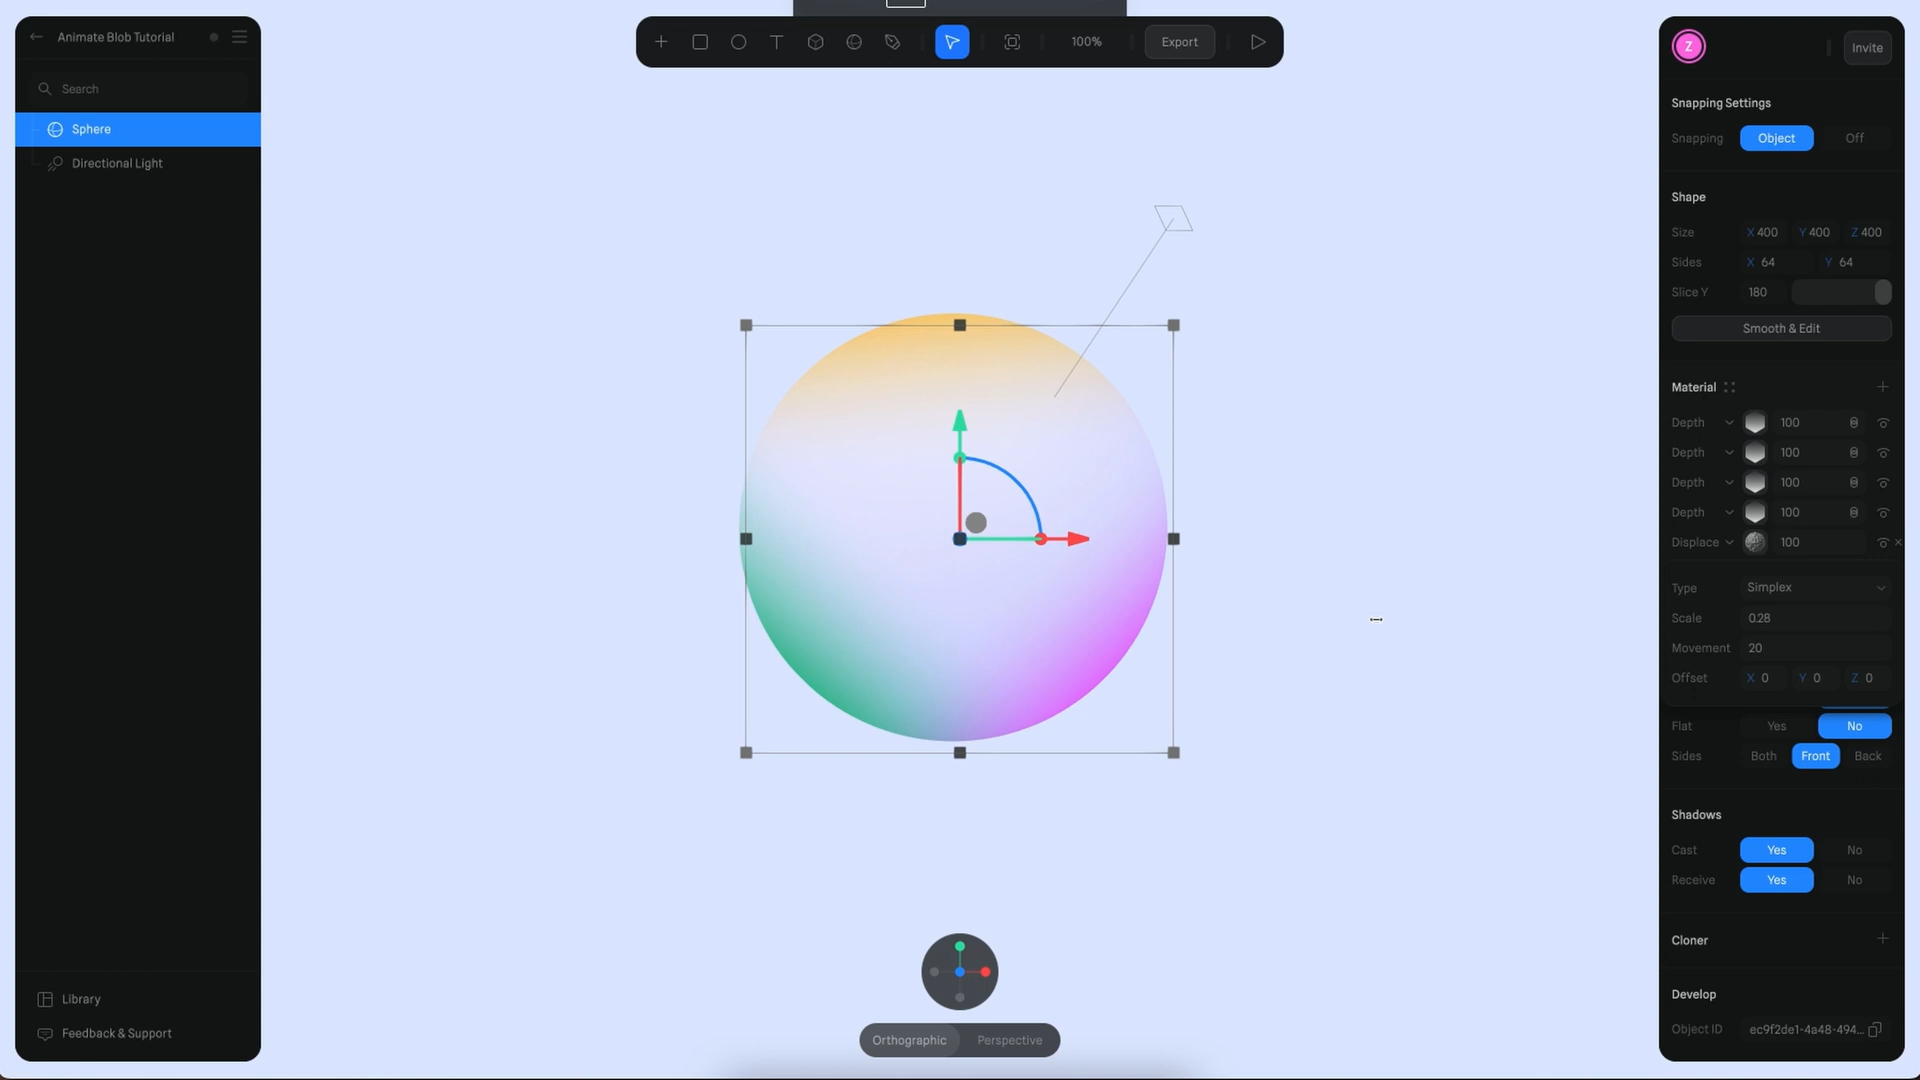 Animate Blob Tutorial
Search
Sphere
Directional Light
Library
Feedback & Support
100%
Export
Orthographic
Perspective
Z
Invite
Snapping Settings
Snapping Object Off
Shape
Size X 400 Y 400 Z 400
Sides X 64 Y 64
Slice Y 180
Smooth & Edit
Material
Depth 100
Depth 100
Depth 100
Depth 100
Displace 100
Type Simplex
Scale 0.28
Movement 20
Offset X 0 Y 0 Z 0
Flat Yes No
Sides Both Front Back
Shadows
Cast Yes No
Receive Yes No
Cloner
Develop
Object ID ec9f2de1-4a48-494...